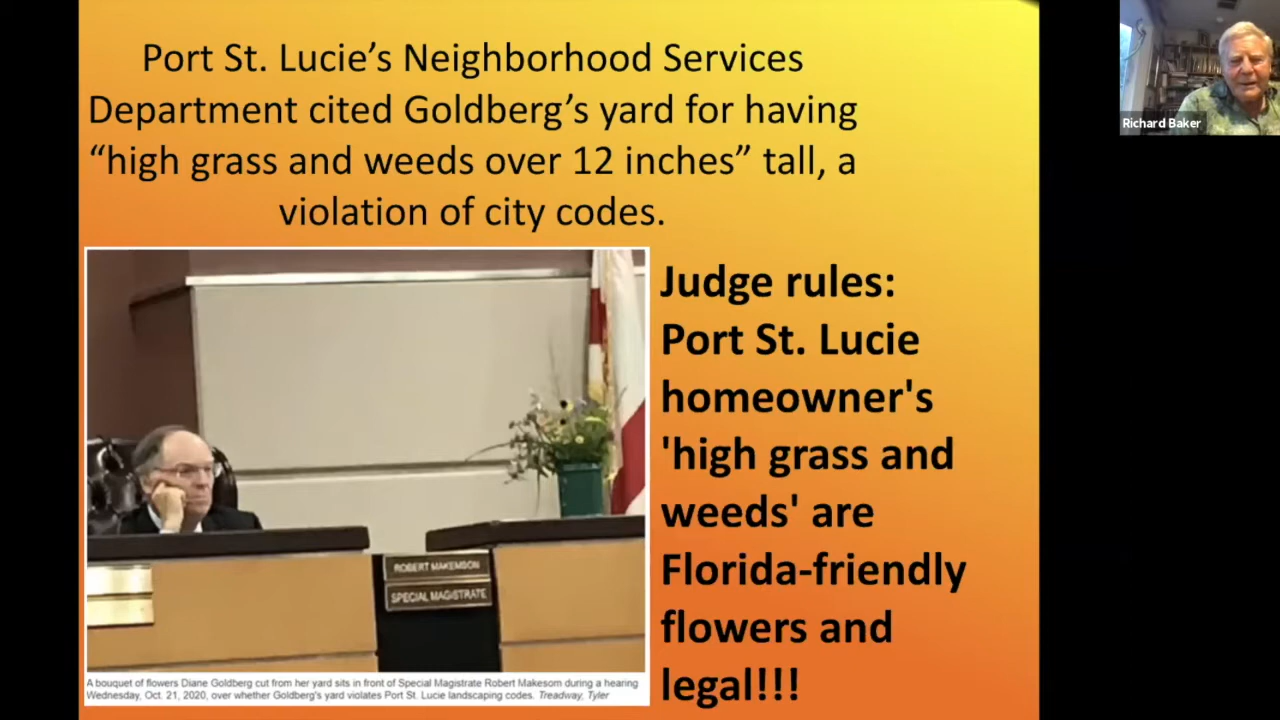 Port St. Lucie’s Neighborhood Services
Department cited Goldberg’s yard for having
“high grass and weeds over 12 inches” tall, a
violation of city codes.
Richard Baker
Judge rules:
Port St. Lucie
homeowner's
'high grass and
weeds' are
Florida-friendly
flowers and
legal!!!
ROBERT MAKEMSON
SPECIAL MAGISTRATE
A bouquet of flowers Diane Goldberg cut from her yard sits in front of Special Magistrate Robert Makesom during a hearing
Wednesday, Oct. 21, 2020, over whether Goldberg's yard violates Port St. Lucie landscaping codes. Treadway, Tyler